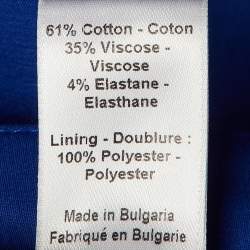 61% Cotton - Coton
35% Viscose -
Viscose
4% Elastane -
Elasthane
Lining - Doublure :
100% Polyester -
Polyester
Made in Bulgaria
Fabriqué en Bulgarie